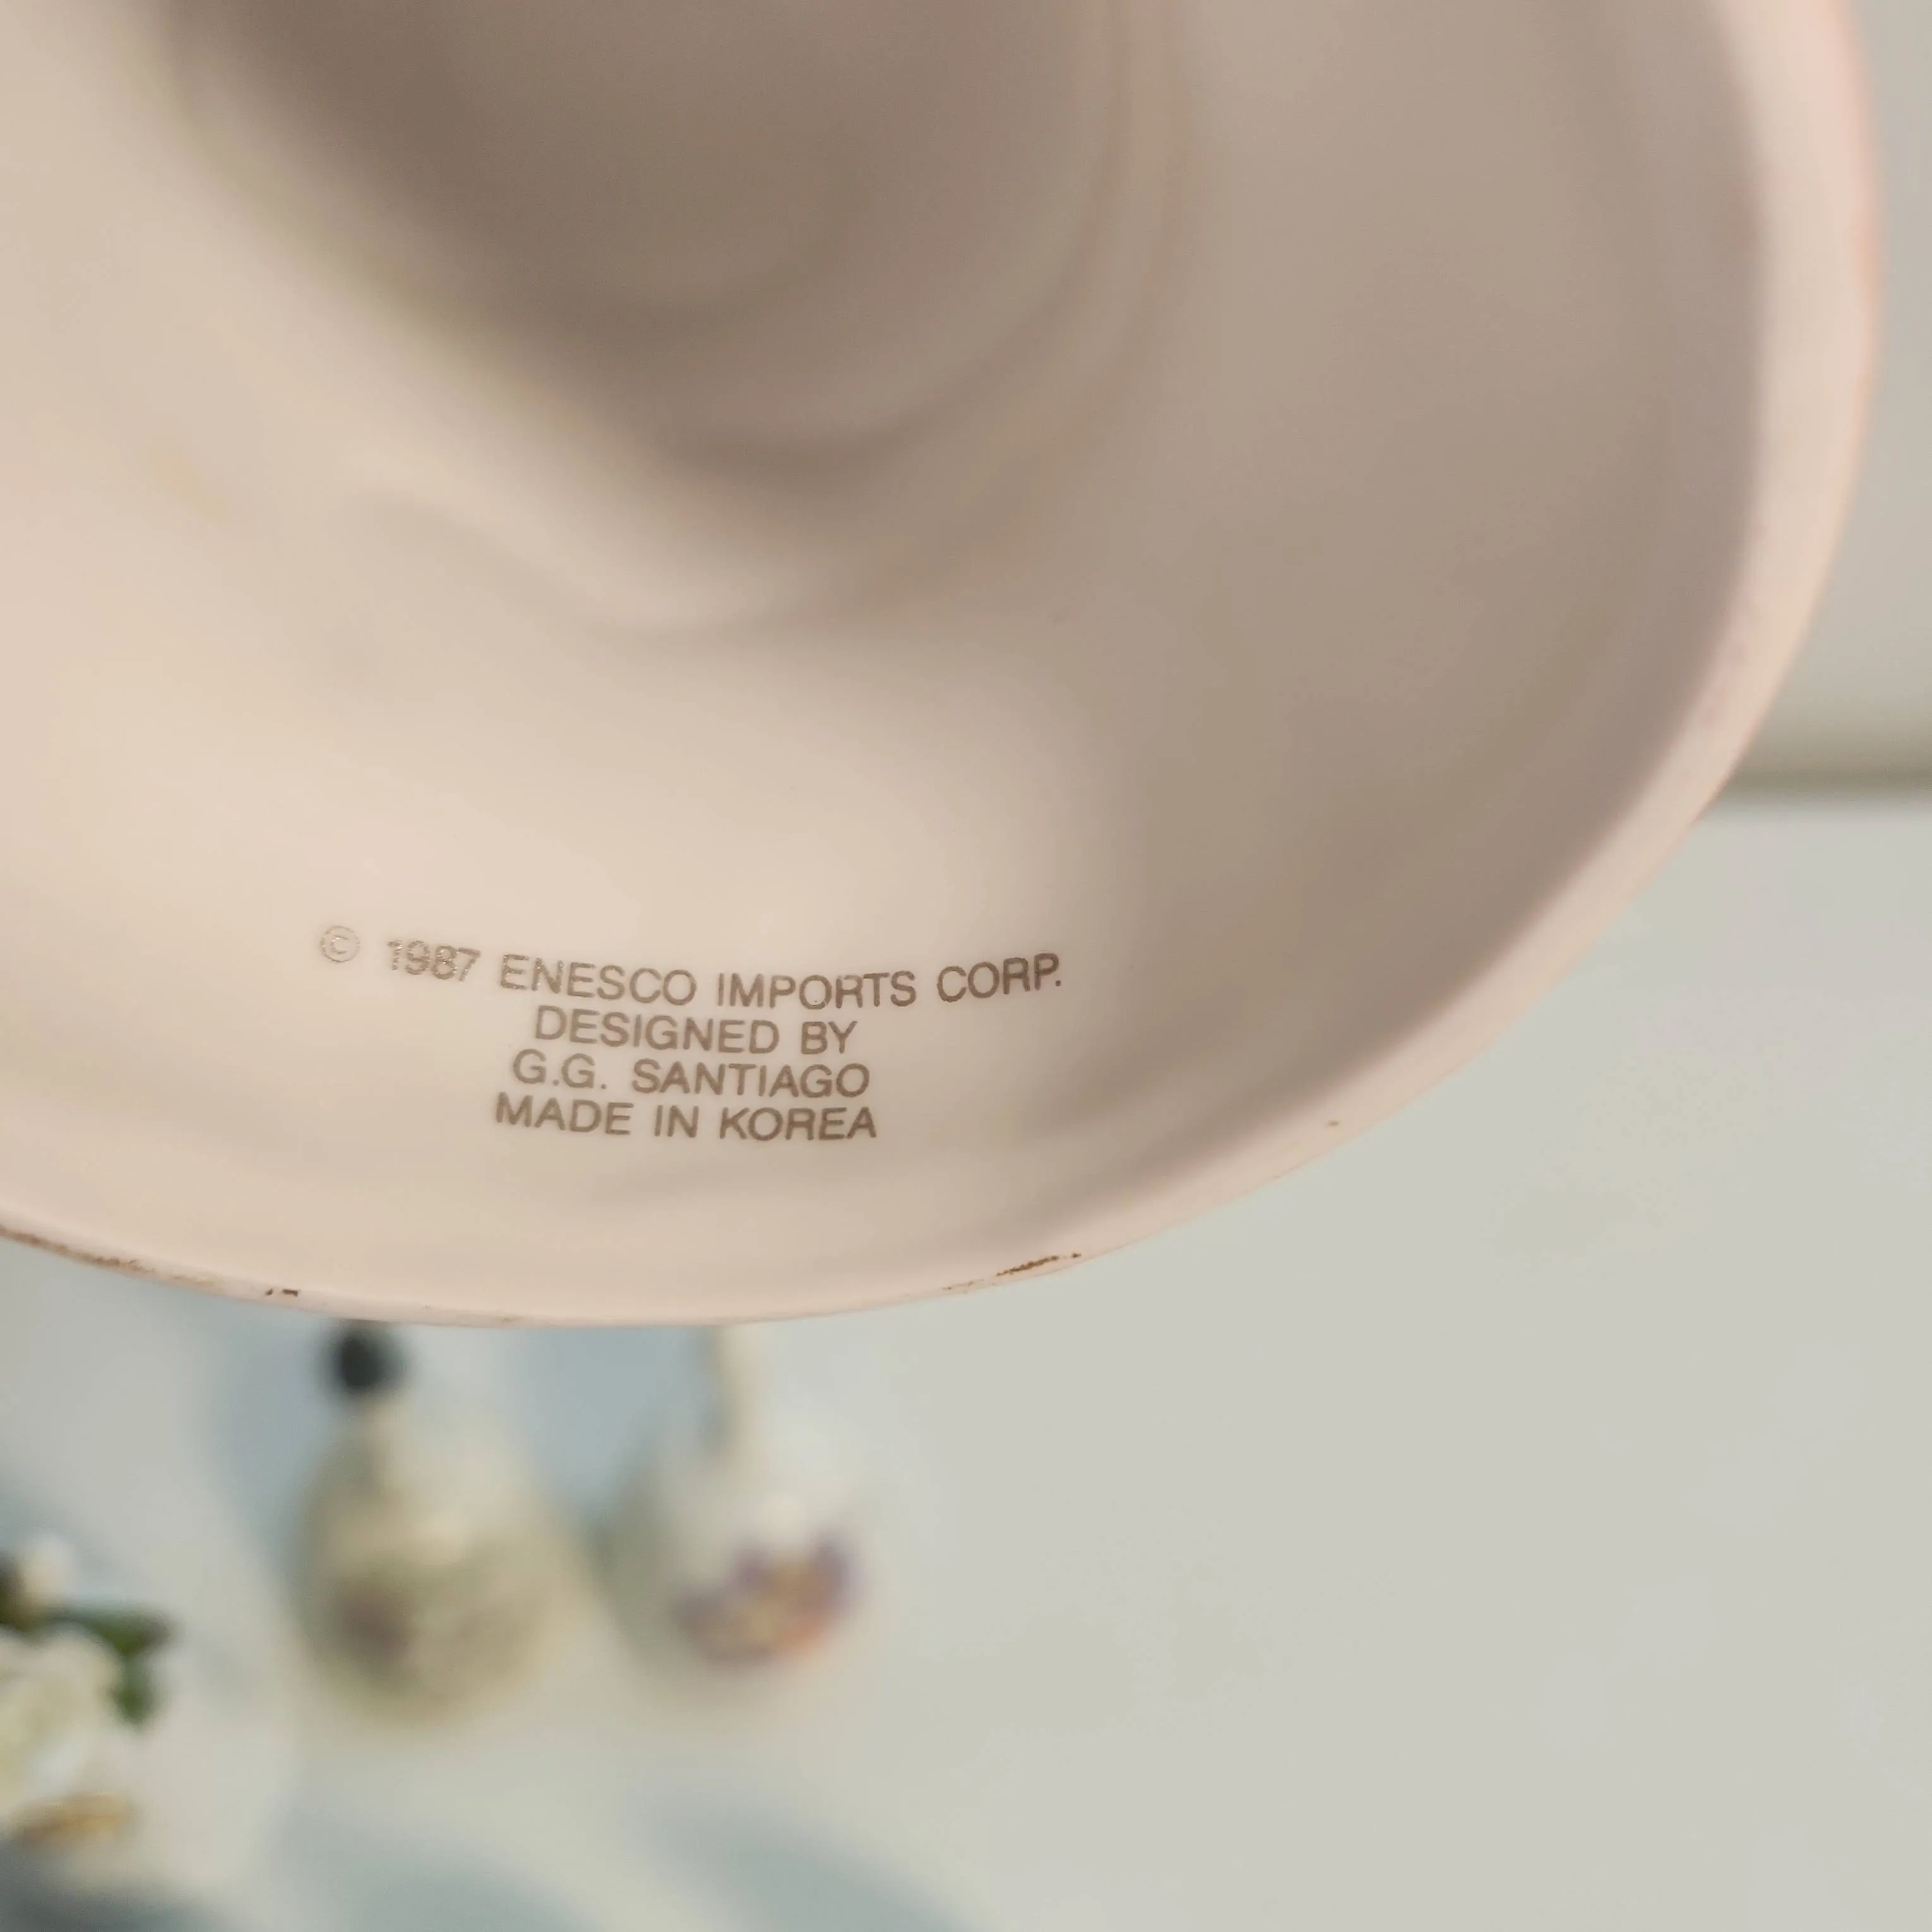 © 1987 ENESCO IMPORTS CORP.
DESIGNED BY
G.G. SANTIAGO
MADE IN KOREA